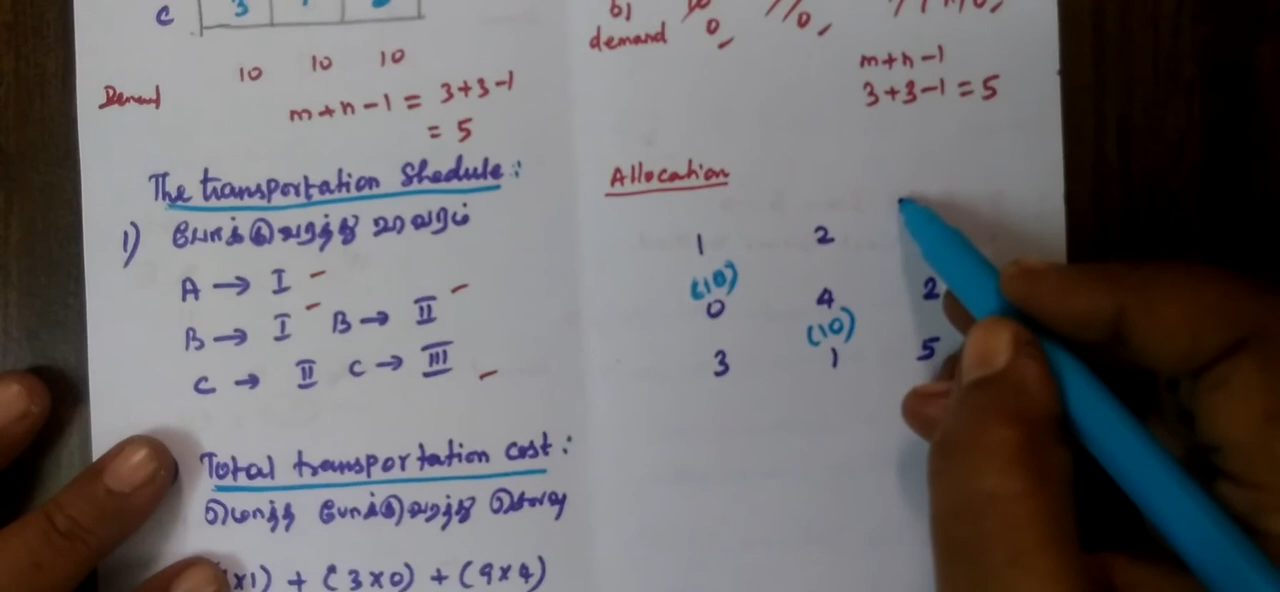 C 3
10 10 10
Demand
m+n-1 = 3+3-1
= 5
The transportation Shedule:
1) போக்குவரத்து விவரம்
A → I -
B → I - B → II -
C → II C → III -
Total transportation cost:
மொத்த போக்குவரத்து செலவு
x1) + (3x0) + (9x4)
b)
demand 0, 0,
m+n-1
3+3-1 = 5
Allocation
1 2
(10)
0 4 2
(10)
3 1 5